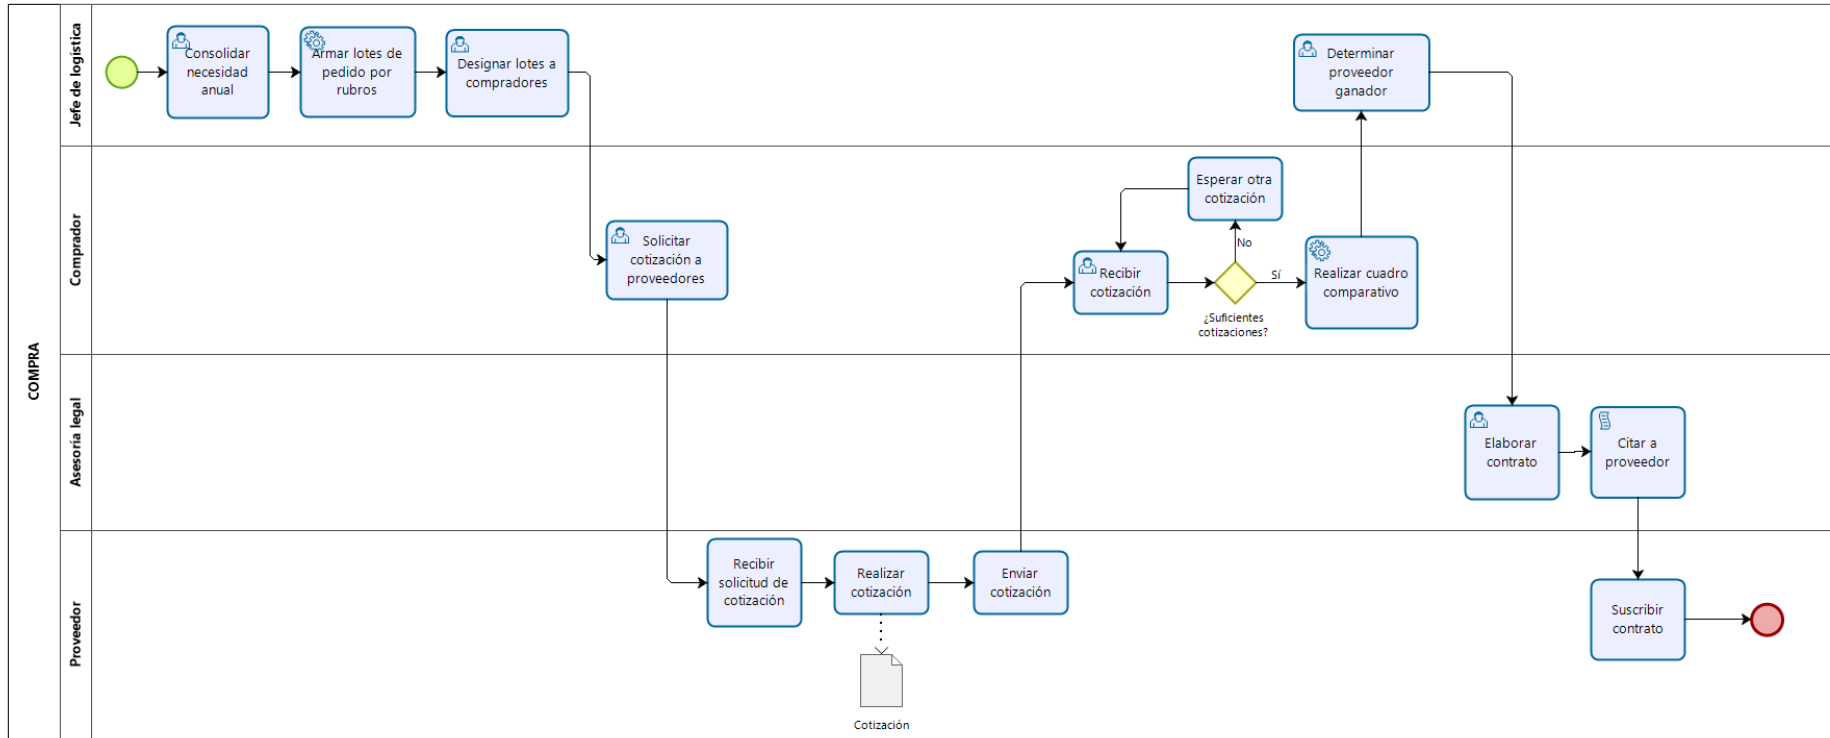 COMPRA
Jefe de logística
Consolidar
necesidad
anual
Armar lotes de
pedido por
rubros
Designar lotes a
compradores
Determinar
proveedor
ganador
Comprador
Solicitar
cotización a
proveedores
Recibir
cotización
Esperar otra
cotización
No
Sí
¿Suficientes
cotizaciones?
Realizar cuadro
comparativo
Asesoría legal
Elaborar
contrato
Citar a
proveedor
Proveedor
Recibir
solicitud de
cotización
Realizar
cotización
Enviar
cotización
Cotización
Suscribir
contrato